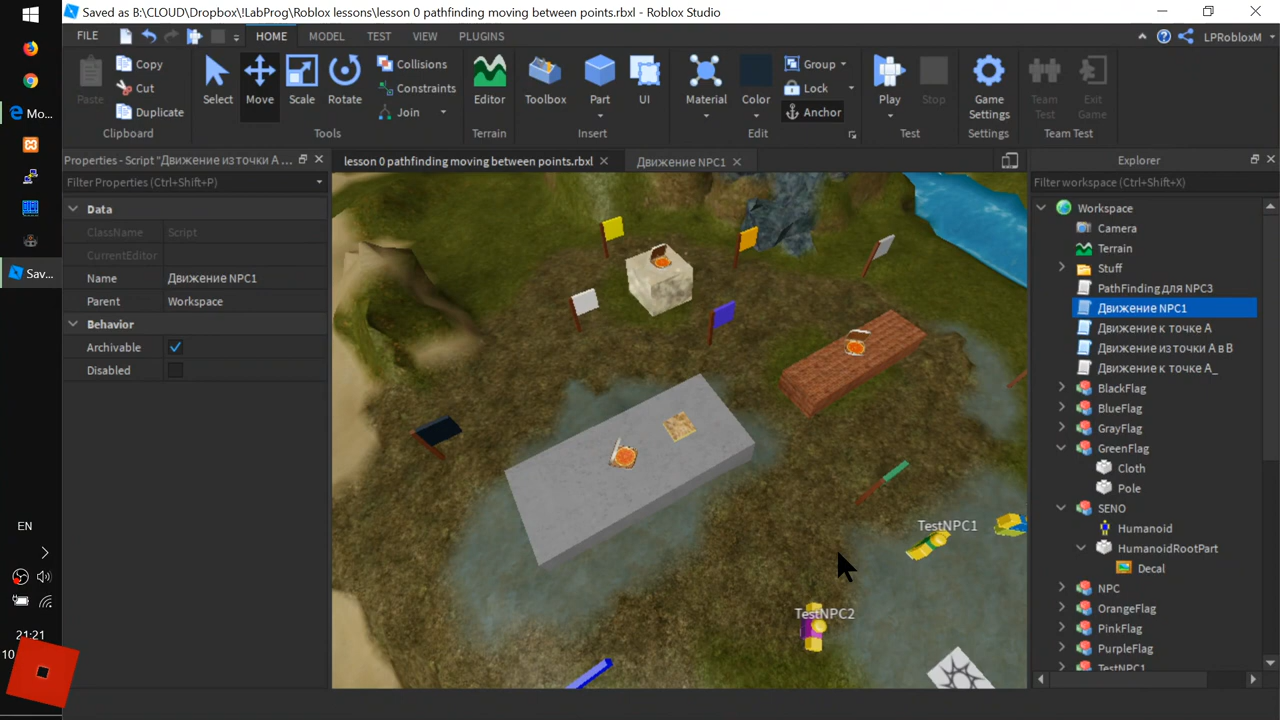 Saved as B:\CLOUD\Dropbox\!LabProg\Roblox lessons\lesson 0 pathfinding moving between points.rbxl - Roblox Studio
FILE HOME MODEL TEST VIEW PLUGINS LPRobloxM
Paste Copy Cut Duplicate
Clipboard
Select Move Scale Rotate Collisions Constraints Join
Tools
Editor
Terrain
Toolbox Part UI
Insert
Material Color Group Lock Anchor
Edit
Play Stop
Test
Game Settings
Settings
Team Test Exit Game
Team Test
Properties - Script "Движение из точки A ...
Filter Properties (Ctrl+Shift+P)
Data
ClassName Script
CurrentEditor
Name Движение NPC1
Parent Workspace
Behavior
Archivable
Disabled
lesson 0 pathfinding moving between points.rbxl
Движение NPC1
TestNPC1
TestNPC2
Explorer
Filter workspace (Ctrl+Shift+X)
Workspace
Camera
Terrain
Stuff
PathFinding для NPC3
Движение NPC1
Движение к точке A
Движение из точки A в B
Движение к точке A_
BlackFlag
BlueFlag
GrayFlag
GreenFlag
Cloth
Pole
SENO
Humanoid
HumanoidRootPart
Decal
NPC
OrangeFlag
PinkFlag
PurpleFlag
TestNPC1
Mo...
Sav...
EN
21:21
10